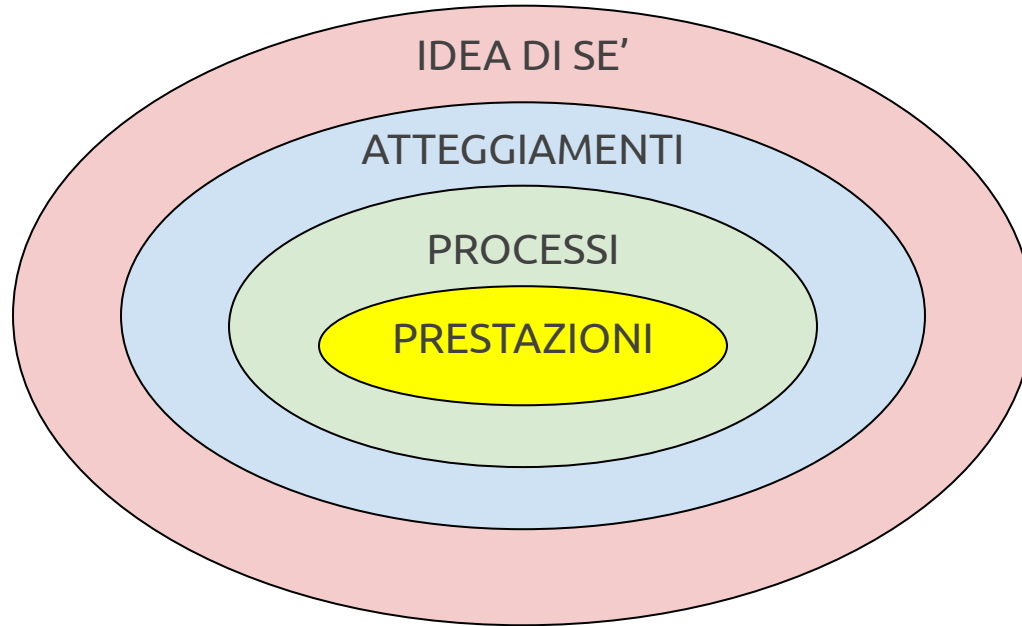 IDEA DI SE’
ATTEGGIAMENTI
PROCESSI
PRESTAZIONI